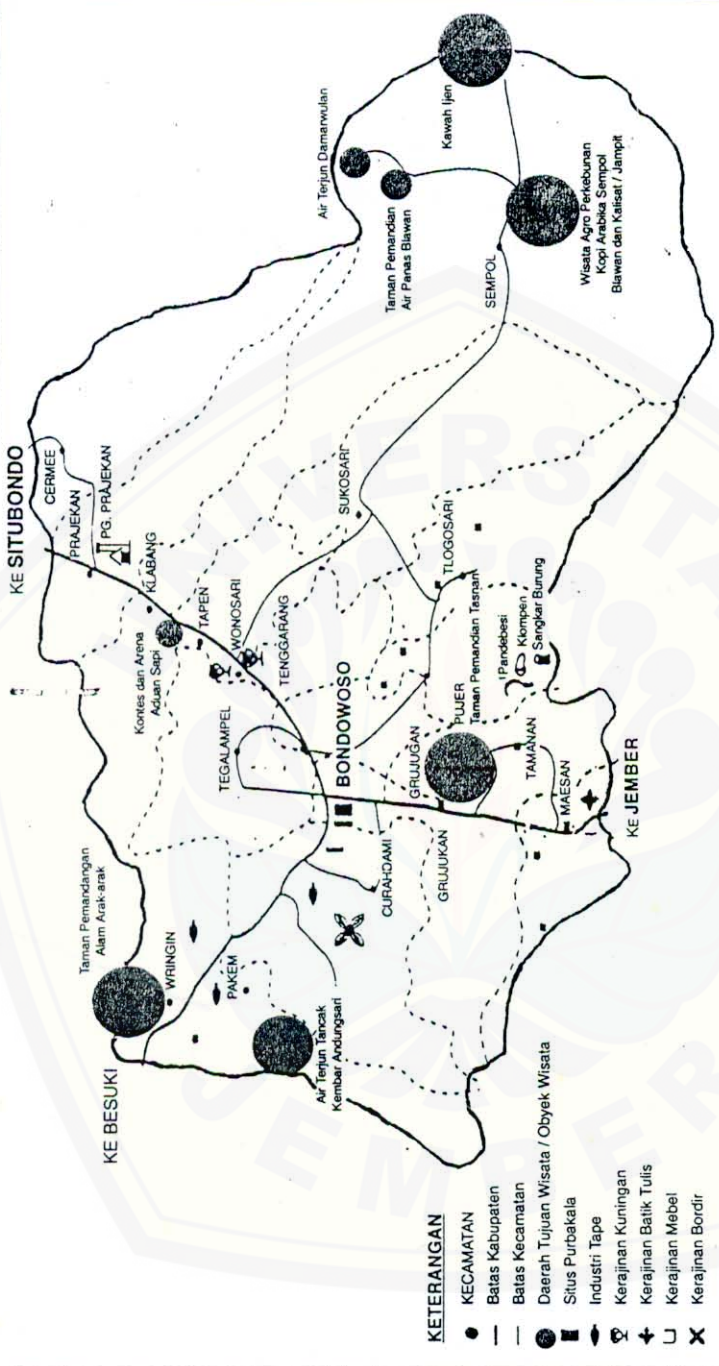 KE SITUBONDO
CERMEE
PRAJEKAN
PG. PRAJEKAN
KLABANG
TAPEN
Kontes dan Arena
Aduan Sapi
WONOSARI
TENGGARANG
TEGALAMPEL
BONDOWOSO
SUKOSARI
TLOGOSARI
SEMPOL
Air Terjun Damarwulan
Taman Pemandian
Air Panas Blawan
Kawah Ijen
Wisata Agro Perkebunan
Kopi Arabika Sempol
Blawan dan Kalisat / Jampit
Taman Pemandangan
Alam Arak-arak
WRINGIN
KE BESUKI
PAKEM
Air Terjun Tancak
Kembar Andungsari
CURAHDAMI
GRUJUGAN
GRUJUKAN
PUJER
Taman Pemandian Tasnan
Pandebesi
Klompen
Sangkar Burung
TAMANAN
MAESAN
KE JEMBER
KETERANGAN
KECAMATAN
Batas Kabupaten
Batas Kecamatan
Daerah Tujuan Wisata / Obyek Wisata
Situs Purbakala
Industri Tape
Kerajinan Kuningan
Kerajinan Batik Tulis
Kerajinan Mebel
Kerajinan Bordir
UNIVERSITA
JEMBER